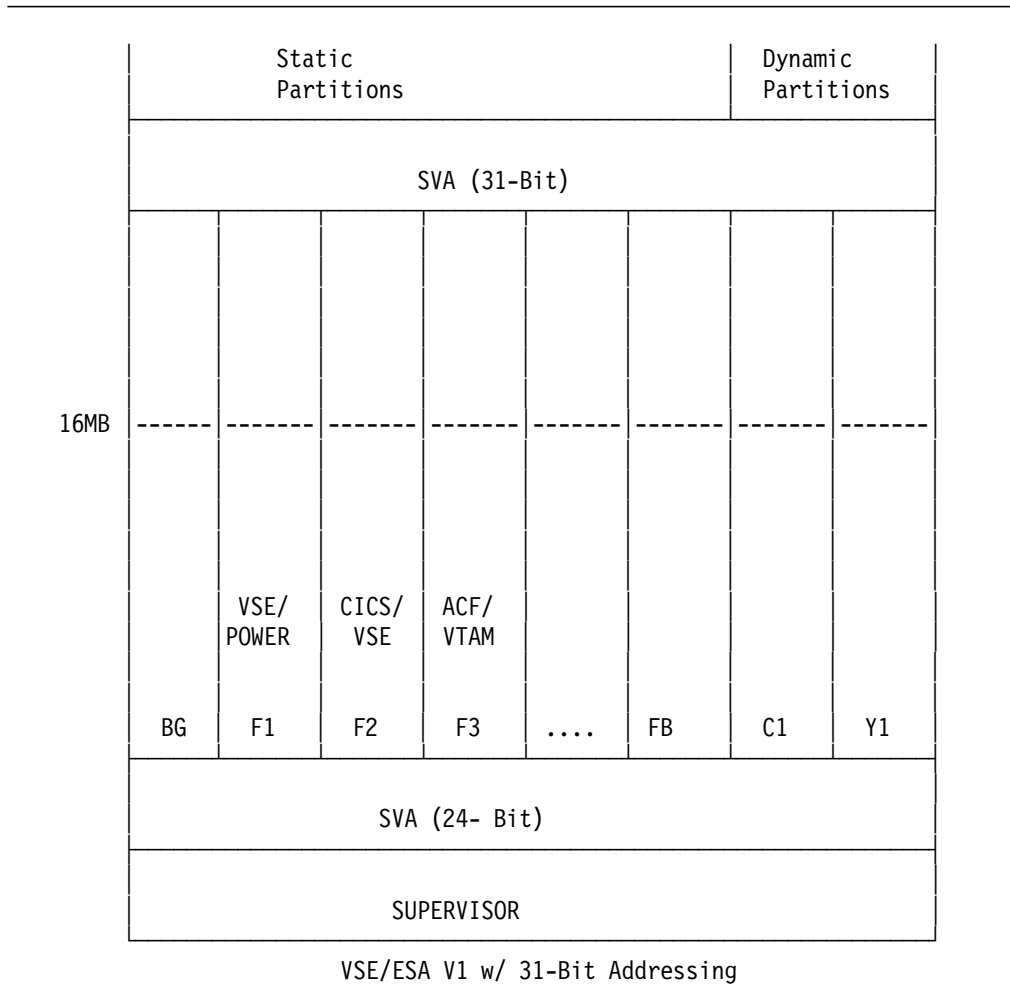 Static Dynamic
Partitions Partitions
SVA (31-Bit)
16MB
VSE/ CICS/ ACF/
POWER VSE VTAM
BG F1 F2 F3 .... FB C1 Y1
SVA (24- Bit)
SUPERVISOR
VSE/ESA V1 w/ 31-Bit Addressing